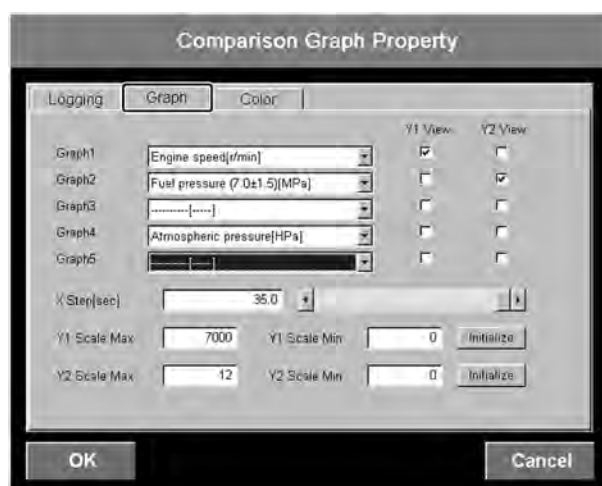 Comparison Graph Property
Logging Graph Color
Y1 View Y2 View
Graph1 Engine speed[r/min]
Graph2 Fuel pressure (7.0±1.5)[MPa]
Graph3 ----------[-----]
Graph4 Atmospheric pressure[HPa]
Graph5 ----------[-----]
X Step[sec] 35.0
Y1 Scale Max 7000 Y1 Scale Min 0 Initialize
Y2 Scale Max 12 Y2 Scale Min 0 Initialize
OK Cancel